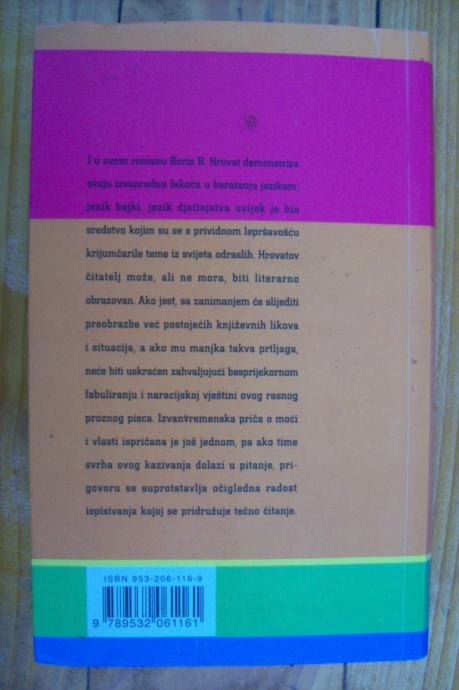 I u ovom romanu Boris B. Hrovat demonstrira
svoju izvanrednu lakoću u baratanju jezikom:
jezik bajki, jezik djetinjstva uvijek je bio
sredstvo kojim su se s prividnom lepršavošću
krijumčarile teme iz svijeta odraslih. Hrovatov
čitatelj može, ali ne mora, biti literarno
obrazovan. Ako jest, sa zanimanjem će slijediti
preobrazbe već postojećih književnih likova
i situacija, a ako mu manjka takva prtljaga,
neće biti uskraćen zahvaljujući besprijekornom
fabuliranju i naracijskoj vještini ovog rasnog
proznog pisca. Izvanvremenska priča o moći
i vlasti ispričana je još jednom, pa ako time
svrha ovog kazivanja dolazi u pitanje, pri-
govoru se suprotstavlja očigledna radost
ispisivanja kojoj se pridružuje tečno čitanje.
ISBN 953-206-116-9
9 789532 061161